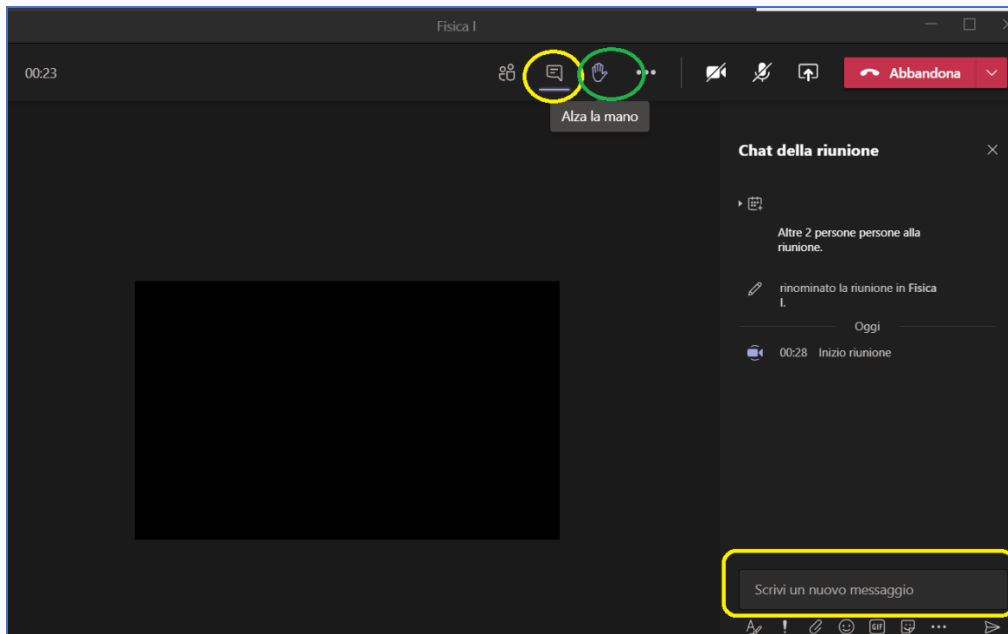 Fisica I
00:23
Abbandona
Alza la mano
Chat della riunione
Altre 2 persone persone alla
riunione.
rinominato la riunione in Fisica
I.
Oggi
00:28 Inizio riunione
Scrivi un nuovo messaggio
GIF